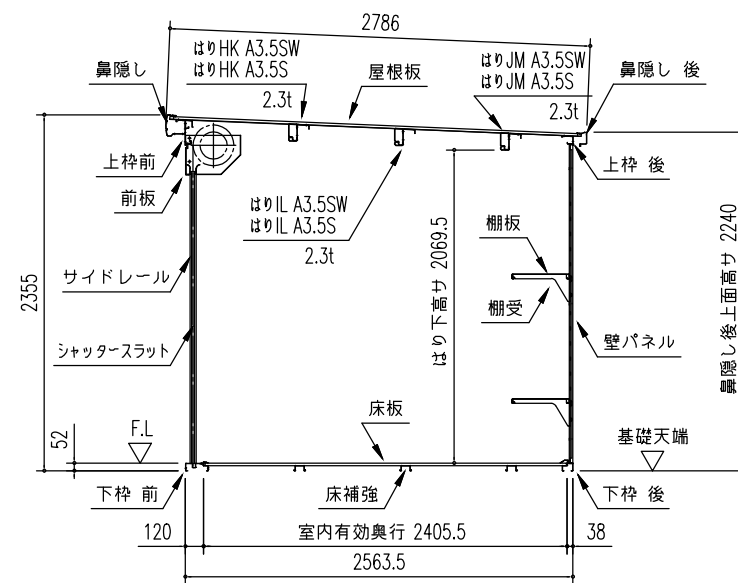 2786
はりHK A3.5SW
はりHK A3.5S
2.3t
屋根板
はりJM A3.5SW
はりJM A3.5S
2.3t
鼻隠し
鼻隠し 後
上枠前
前板
上枠 後
はりIL A3.5SW
はりIL A3.5S
2.3t
はり下高サ 2069.5
棚板
棚受
鼻隠し後上面高サ 2240
2355
サイドレール
シャッタースラット
壁パネル
52
F.L
床板
基礎天端
下枠 前
床補強
下枠 後
120
室内有効奥行 2405.5
38
2563.5